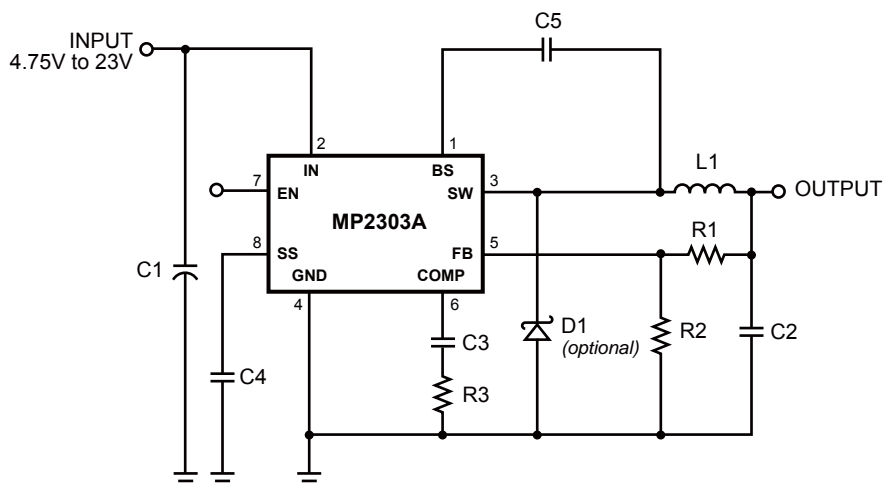 C5
INPUT
4.75V to 23V
2
1
IN
BS
L1
7
EN
SW
3
OUTPUT
MP2303A
R1
8
SS
FB
5
C1
GND
COMP
4
6
D1
(optional)
R2
C2
C3
C4
R3